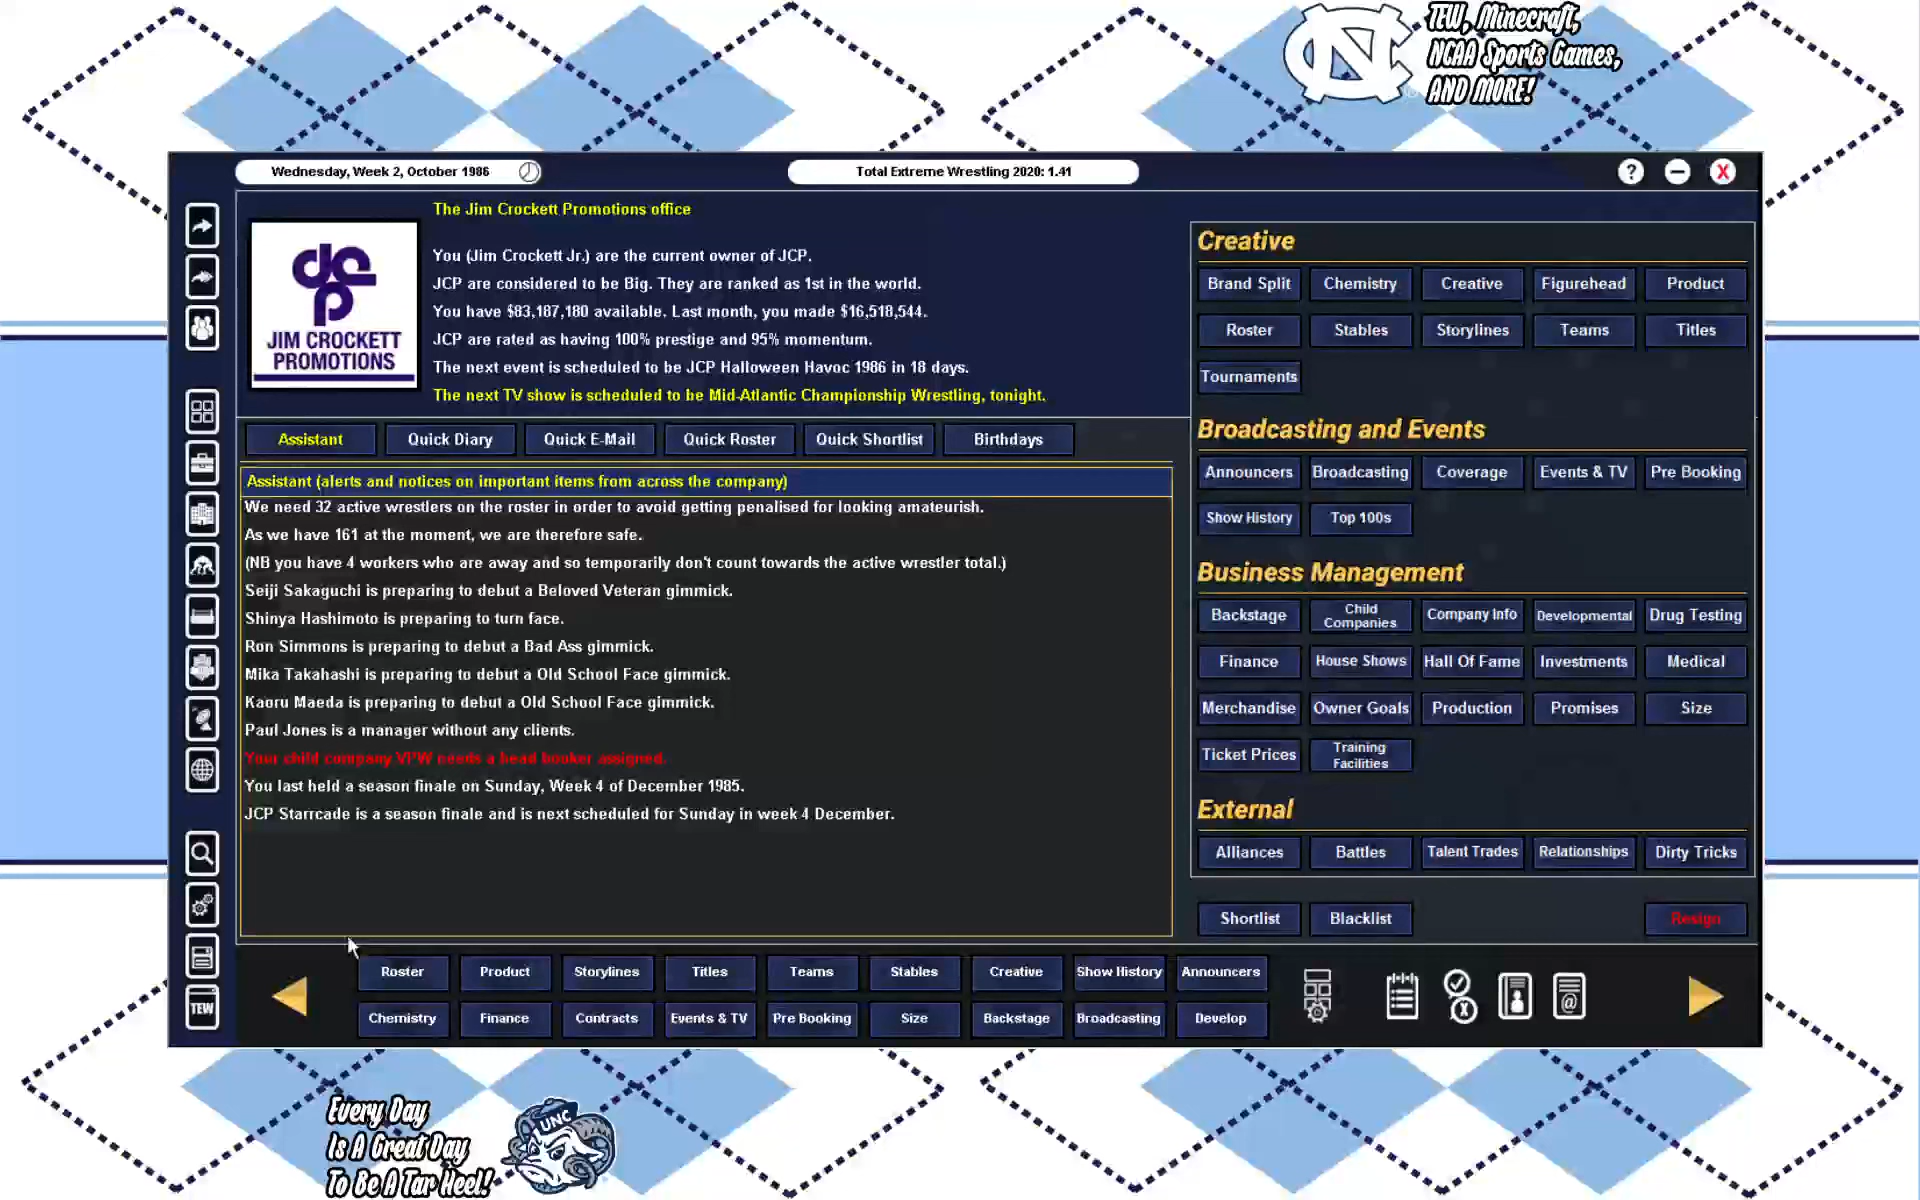 TEW, Minecraft,
NCAA Sports Games,
AND MORE!
Wednesday, Week 2, October 1986
Total Extreme Wrestling 2020: 1.41
?
X
The Jim Crockett Promotions office
JIM CROCKETT
PROMOTIONS
You (Jim Crockett Jr.) are the current owner of JCP.
JCP are considered to be Big. They are ranked as 1st in the world.
You have $83,187,180 available. Last month, you made $16,518,544.
JCP are rated as having 100% prestige and 95% momentum.
The next event is scheduled to be JCP Halloween Havoc 1986 in 18 days.
The next TV show is scheduled to be Mid-Atlantic Championship Wrestling, tonight.
Assistant Quick Diary Quick E-Mail Quick Roster Quick Shortlist Birthdays
Assistant (alerts and notices on important items from across the company)
We need 32 active wrestlers on the roster in order to avoid getting penalised for looking amateurish.
As we have 161 at the moment, we are therefore safe.
(NB you have 4 workers who are away and so temporarily don't count towards the active wrestler total.)
Seiji Sakaguchi is preparing to debut a Beloved Veteran gimmick.
Shinya Hashimoto is preparing to turn face.
Ron Simmons is preparing to debut a Bad Ass gimmick.
Mika Takahashi is preparing to debut a Old School Face gimmick.
Kaoru Maeda is preparing to debut a Old School Face gimmick.
Paul Jones is a manager without any clients.
Your child company VPW needs a head booker assigned.
You last held a season finale on Sunday, Week 4 of December 1985.
JCP Starrcade is a season finale and is next scheduled for Sunday in week 4 December.
Creative
Brand Split Chemistry Creative Figurehead Product
Roster Stables Storylines Teams Titles
Tournaments
Broadcasting and Events
Announcers Broadcasting Coverage Events & TV Pre Booking
Show History Top 100s
Business Management
Backstage Child Companies Company Info Developmental Drug Testing
Finance House Shows Hall Of Fame Investments Medical
Merchandise Owner Goals Production Promises Size
Ticket Prices Training Facilities
External
Alliances Battles Talent Trades Relationships Dirty Tricks
Shortlist Blacklist Resign
Roster Product Storylines Titles Teams Stables Creative Show History Announcers
Chemistry Finance Contracts Events & TV Pre Booking Size Backstage Broadcasting Develop
TEW
Every Day
Is A Great Day
To Be A Tar Heel!
UNC